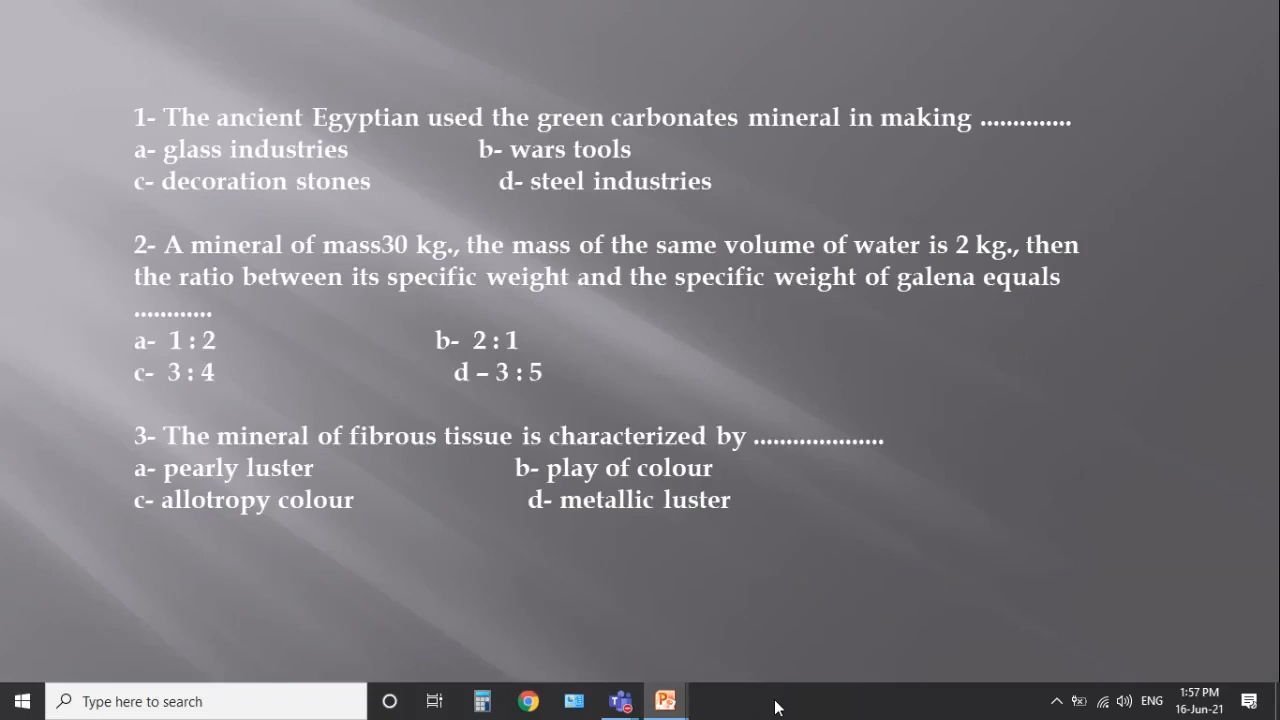 1- The ancient Egyptian used the green carbonates mineral in making ..............
a- glass industries b- wars tools
c- decoration stones d- steel industries
2- A mineral of mass30 kg., the mass of the same volume of water is 2 kg., then
the ratio between its specific weight and the specific weight of galena equals
............
a- 1 : 2 b- 2 : 1
c- 3 : 4 d – 3 : 5
3- The mineral of fibrous tissue is characterized by ....................
a- pearly luster b- play of colour
c- allotropy colour d- metallic luster
Type here to search
ENG
1:57 PM
16-Jun-21